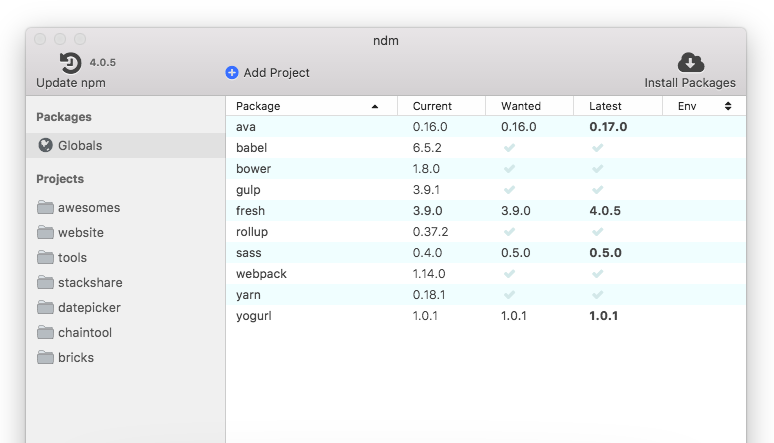 ndm
4.0.5
Update npm
Add Project
Install Packages
Packages
Globals
Projects
awesomes
website
tools
stackshare
datepicker
chaintool
bricks
Package Current Wanted Latest Env
ava 0.16.0 0.16.0 0.17.0
babel 6.5.2
bower 1.8.0
gulp 3.9.1
fresh 3.9.0 3.9.0 4.0.5
rollup 0.37.2
sass 0.4.0 0.5.0 0.5.0
webpack 1.14.0
yarn 0.18.1
yogurl 1.0.1 1.0.1 1.0.1